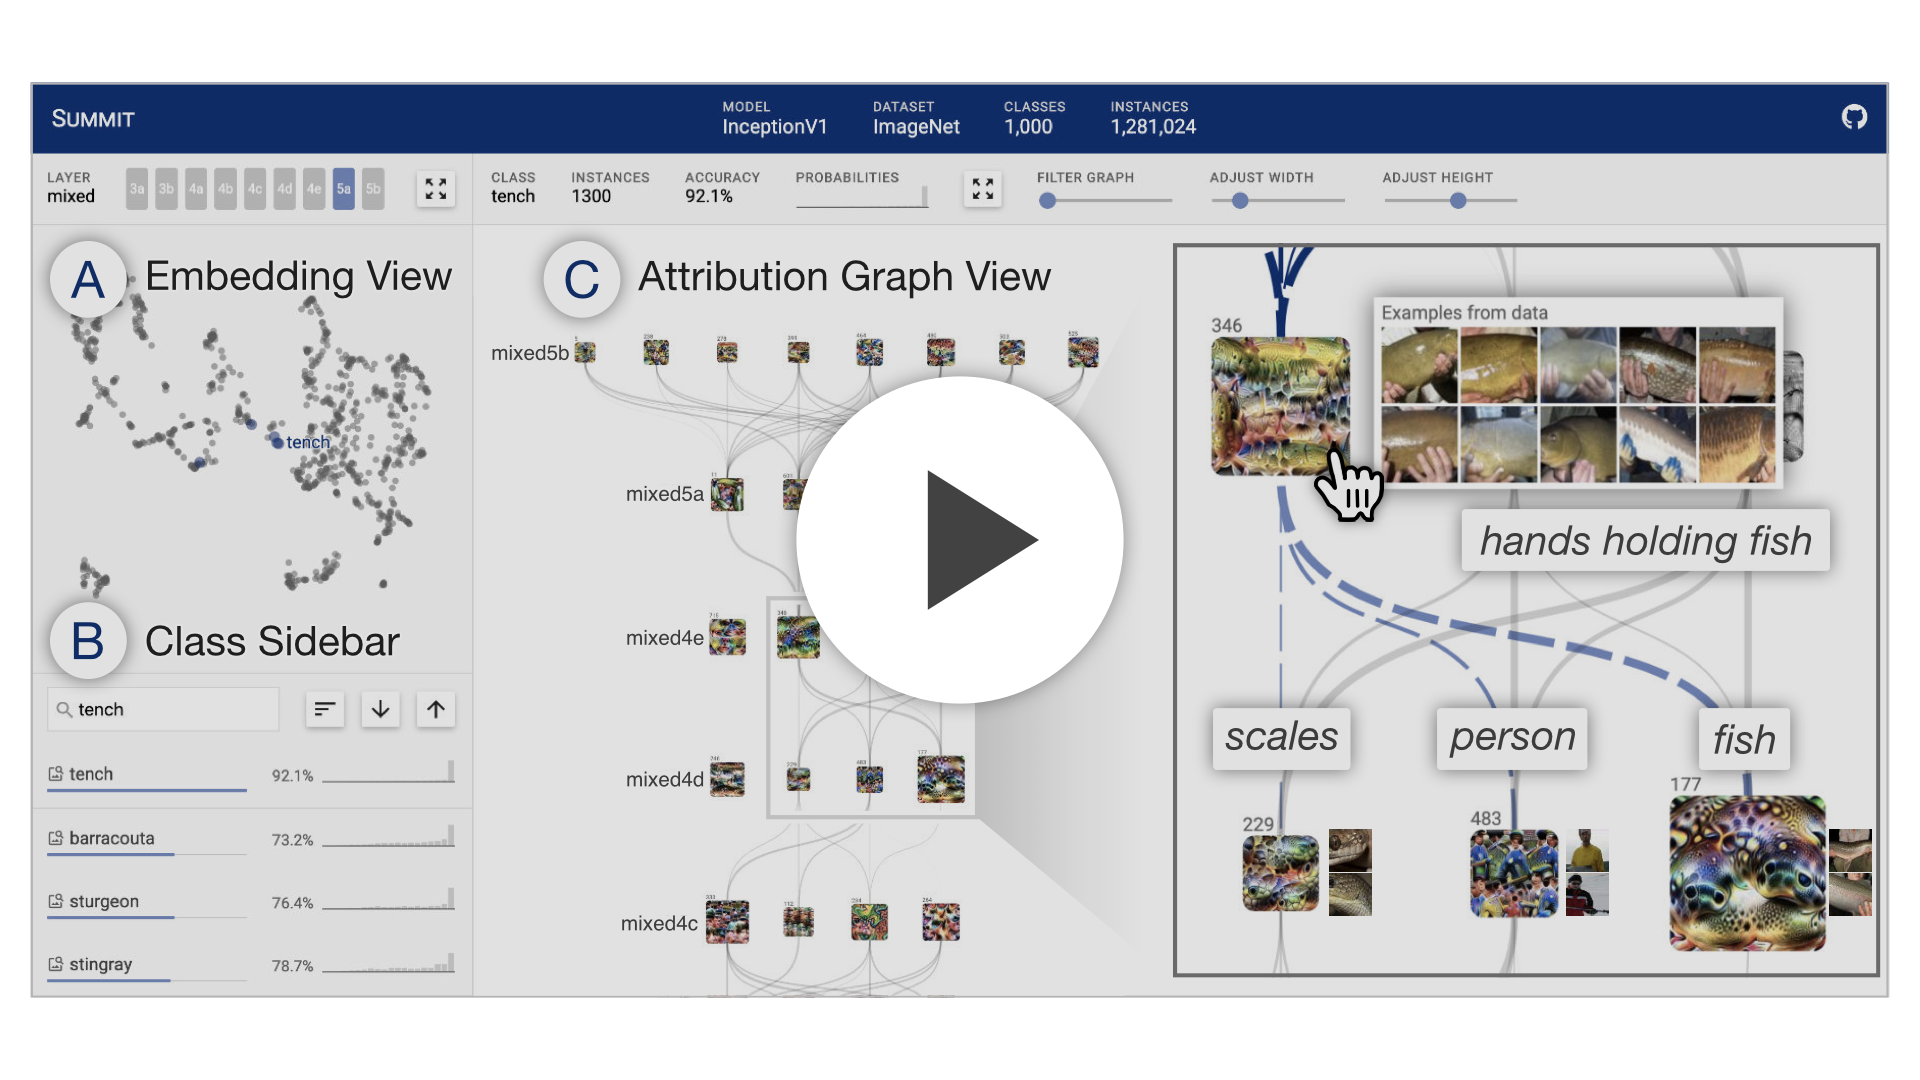 SUMMIT
MODEL
InceptionV1
DATASET
ImageNet
CLASSES
1,000
INSTANCES
1,281,024
LAYER
mixed
3a 3b 4a 4b 4c 4d 4e 5a 5b
CLASS
tench
INSTANCES
1300
ACCURACY
92.1%
PROBABILITIES
FILTER GRAPH
ADJUST WIDTH
ADJUST HEIGHT
A Embedding View
tench
B Class Sidebar
tench
tench 92.1%
barracouta 73.2%
sturgeon 76.4%
stingray 78.7%
C Attribution Graph View
mixed5b
mixed5a
mixed4e
mixed4d
mixed4c
346
Examples from data
hands holding fish
scales
person
fish
229
483
177